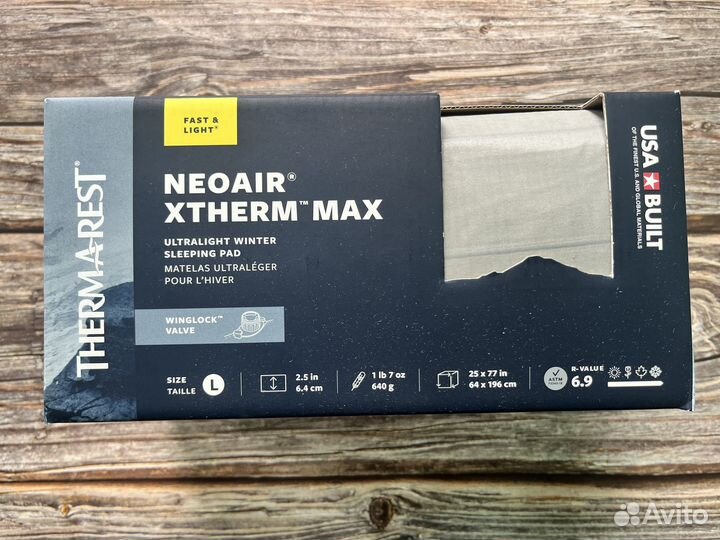 THERMAREST®
FAST &
LIGHT®
NEOAIR®
XTHERM™ MAX
ULTRALIGHT WINTER
SLEEPING PAD
MATELAS ULTRALÉGER
POUR L'HIVER
WINGLOCK™
VALVE
SIZE
TAILLE
L
2.5 in
6.4 cm
1 lb 7 oz
640 g
25 x 77 in
64 x 196 cm
ASTM
R-VALUE
6.9
USA BUILT
OF THE FINEST U.S. AND GLOBAL MATERIALS
Avito